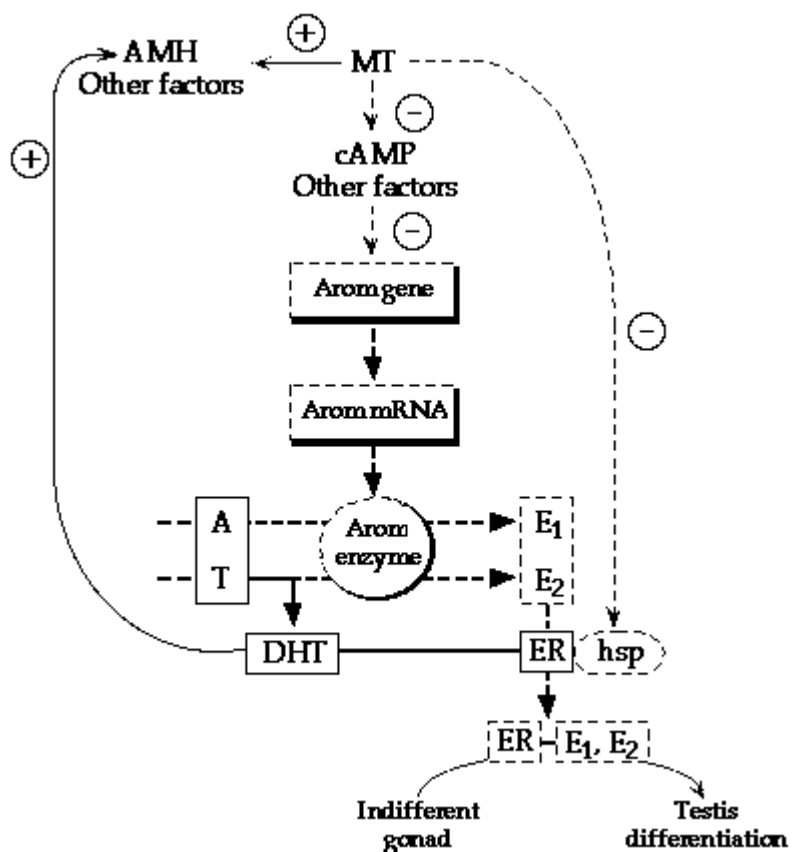 AMH
Other factors
+
MT
+
−
cAMP
Other factors
−
Arom gene
−
Arom mRNA
A
Arom
enzyme
E1
T
E2
DHT
ER
hsp
ER
E1, E2
Indifferent
gonad
Testis
differentiation